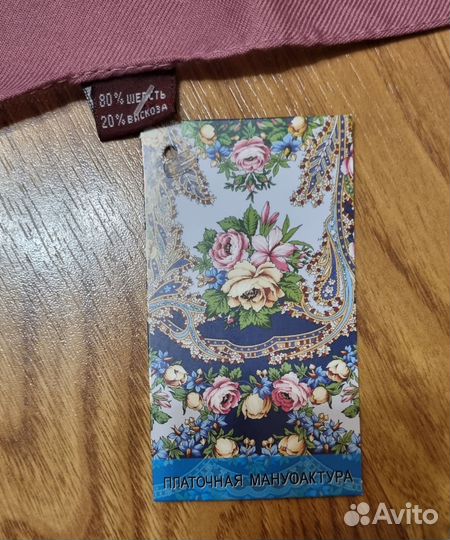 80% ШЕРСТЬ
20% ВИСКОЗА
ПЛАТОЧНАЯ МАНУФАКТУРА
Avito